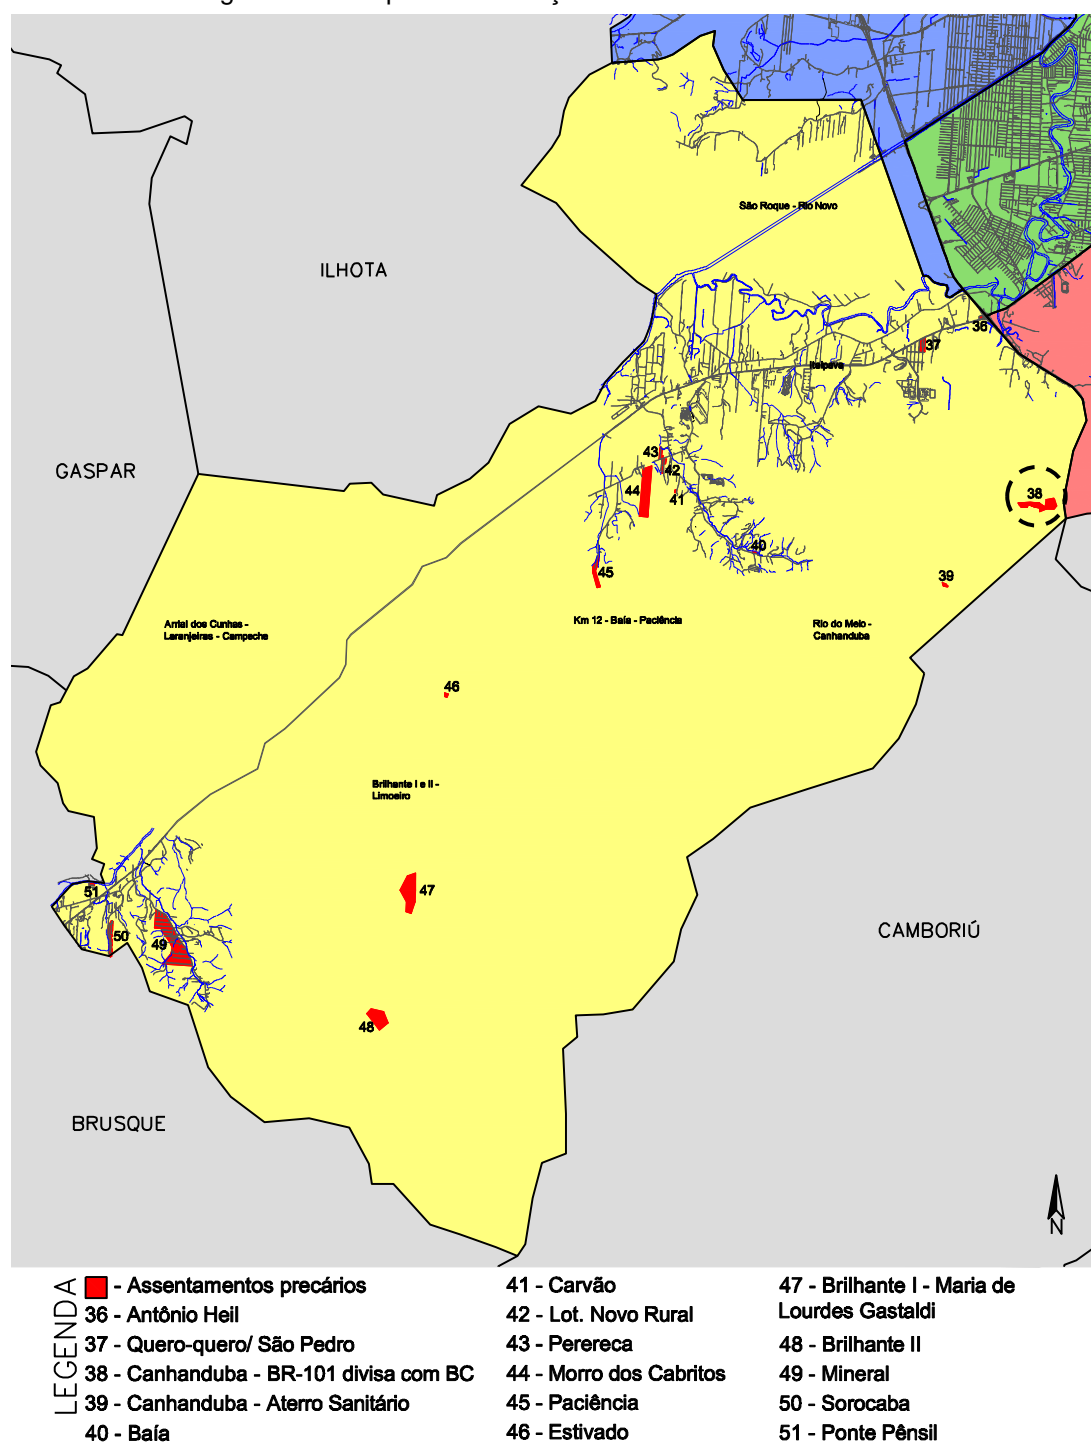 São Roque - Rio Novo
ILHOTA
36
37
Itaipava
43
42
GASPAR
44
41
38
40
45
39
Arrial dos Cunhas -
Laranjeiras - Campeche
Km 12 - Baía - Paciência
Rio do Meio -
Canhanduba
46
Brilhante I e II -
Limoeiro
47
51
50
49
CAMBORIÚ
48
BRUSQUE
N
LEGENDA
- Assentamentos precários
36 - Antônio Heil
37 - Quero-quero/ São Pedro
38 - Canhanduba - BR-101 divisa com BC
39 - Canhanduba - Aterro Sanitário
40 - Baía
41 - Carvão
42 - Lot. Novo Rural
43 - Perereca
44 - Morro dos Cabritos
45 - Paciência
46 - Estivado
47 - Brilhante I - Maria de
Lourdes Gastaldi
48 - Brilhante II
49 - Mineral
50 - Sorocaba
51 - Ponte Pênsil